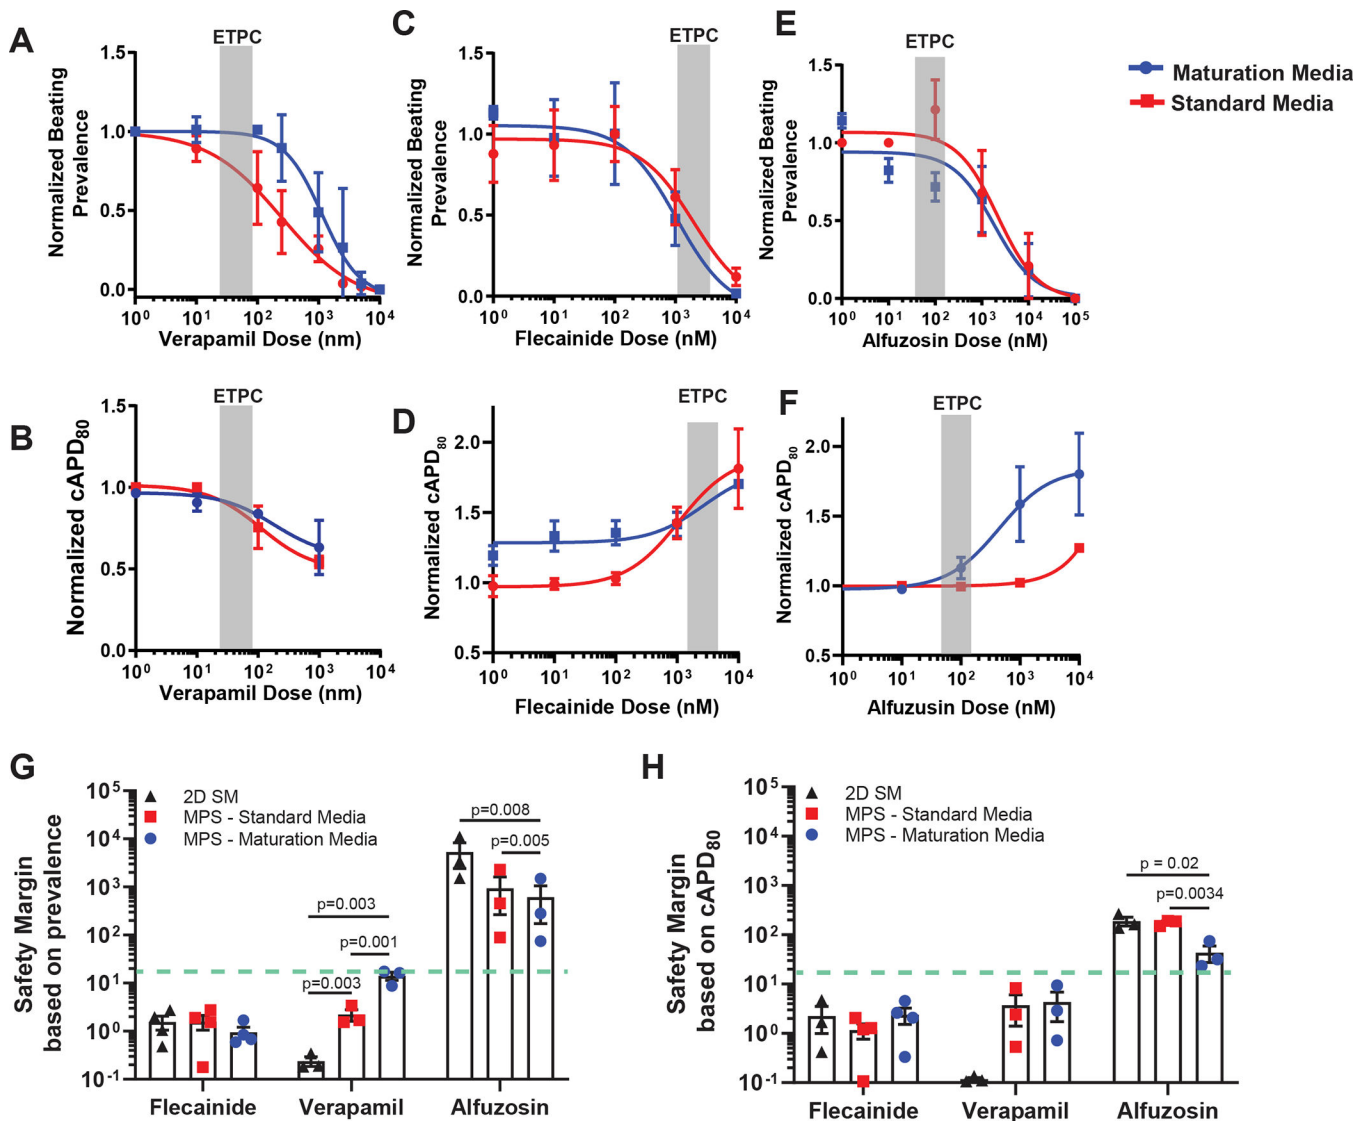 A
ETPC
Normalized Beating
Prevalence
1.5
1.0
0.5
0.0
10⁰ 10¹ 10² 10³ 10⁴
Verapamil Dose (nm)
C
ETPC
Normalized Beating
Prevalence
1.5
1.0
0.5
0.0
10⁰ 10¹ 10² 10³ 10⁴
Flecainide Dose (nM)
E
ETPC
Normalized Beating
Prevalence
1.5
1.0
0.5
0.0
10⁰ 10¹ 10² 10³ 10⁴ 10⁵
Alfuzosin Dose (nM)
Maturation Media
Standard Media
B
ETPC
Normalized cAPD₈₀
1.5
1.0
0.5
0.0
10⁰ 10¹ 10² 10³ 10⁴
Verapamil Dose (nm)
D
ETPC
Normalized cAPD₈₀
2.0
1.5
1.0
0.5
10⁰ 10¹ 10² 10³ 10⁴
Flecainide Dose (nM)
F
ETPC
Normalized cAPD₈₀
2.0
1.5
1.0
0.5
10⁰ 10¹ 10² 10³ 10⁴
Alfuzusin Dose (nM)
G
Safety Margin
based on prevalence
10⁵
10⁴
10³
10²
10¹
10⁰
10⁻¹
2D SM
MPS - Standard Media
MPS - Maturation Media
p=0.008
p=0.005
p=0.003
p=0.001
p=0.003
Flecainide Verapamil Alfuzosin
H
Safety Margin
based on cAPD₈₀
10⁵
10⁴
10³
10²
10¹
10⁰
10⁻¹
2D SM
MPS - Standard Media
MPS - Maturation Media
p = 0.02
p=0.0034
Flecainide Verapamil Alfuzosin